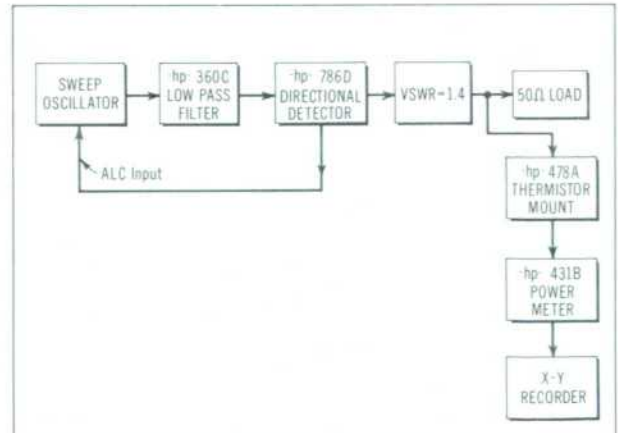 SWEEP
OSCILLATOR
-hp- 360C
LOW PASS
FILTER
-hp- 786D
DIRECTIONAL
DETECTOR
VSWR=1.4
50Ω LOAD
ALC Input
-hp- 478A
THERMISTOR
MOUNT
-hp- 431B
POWER
METER
X-Y
RECORDER